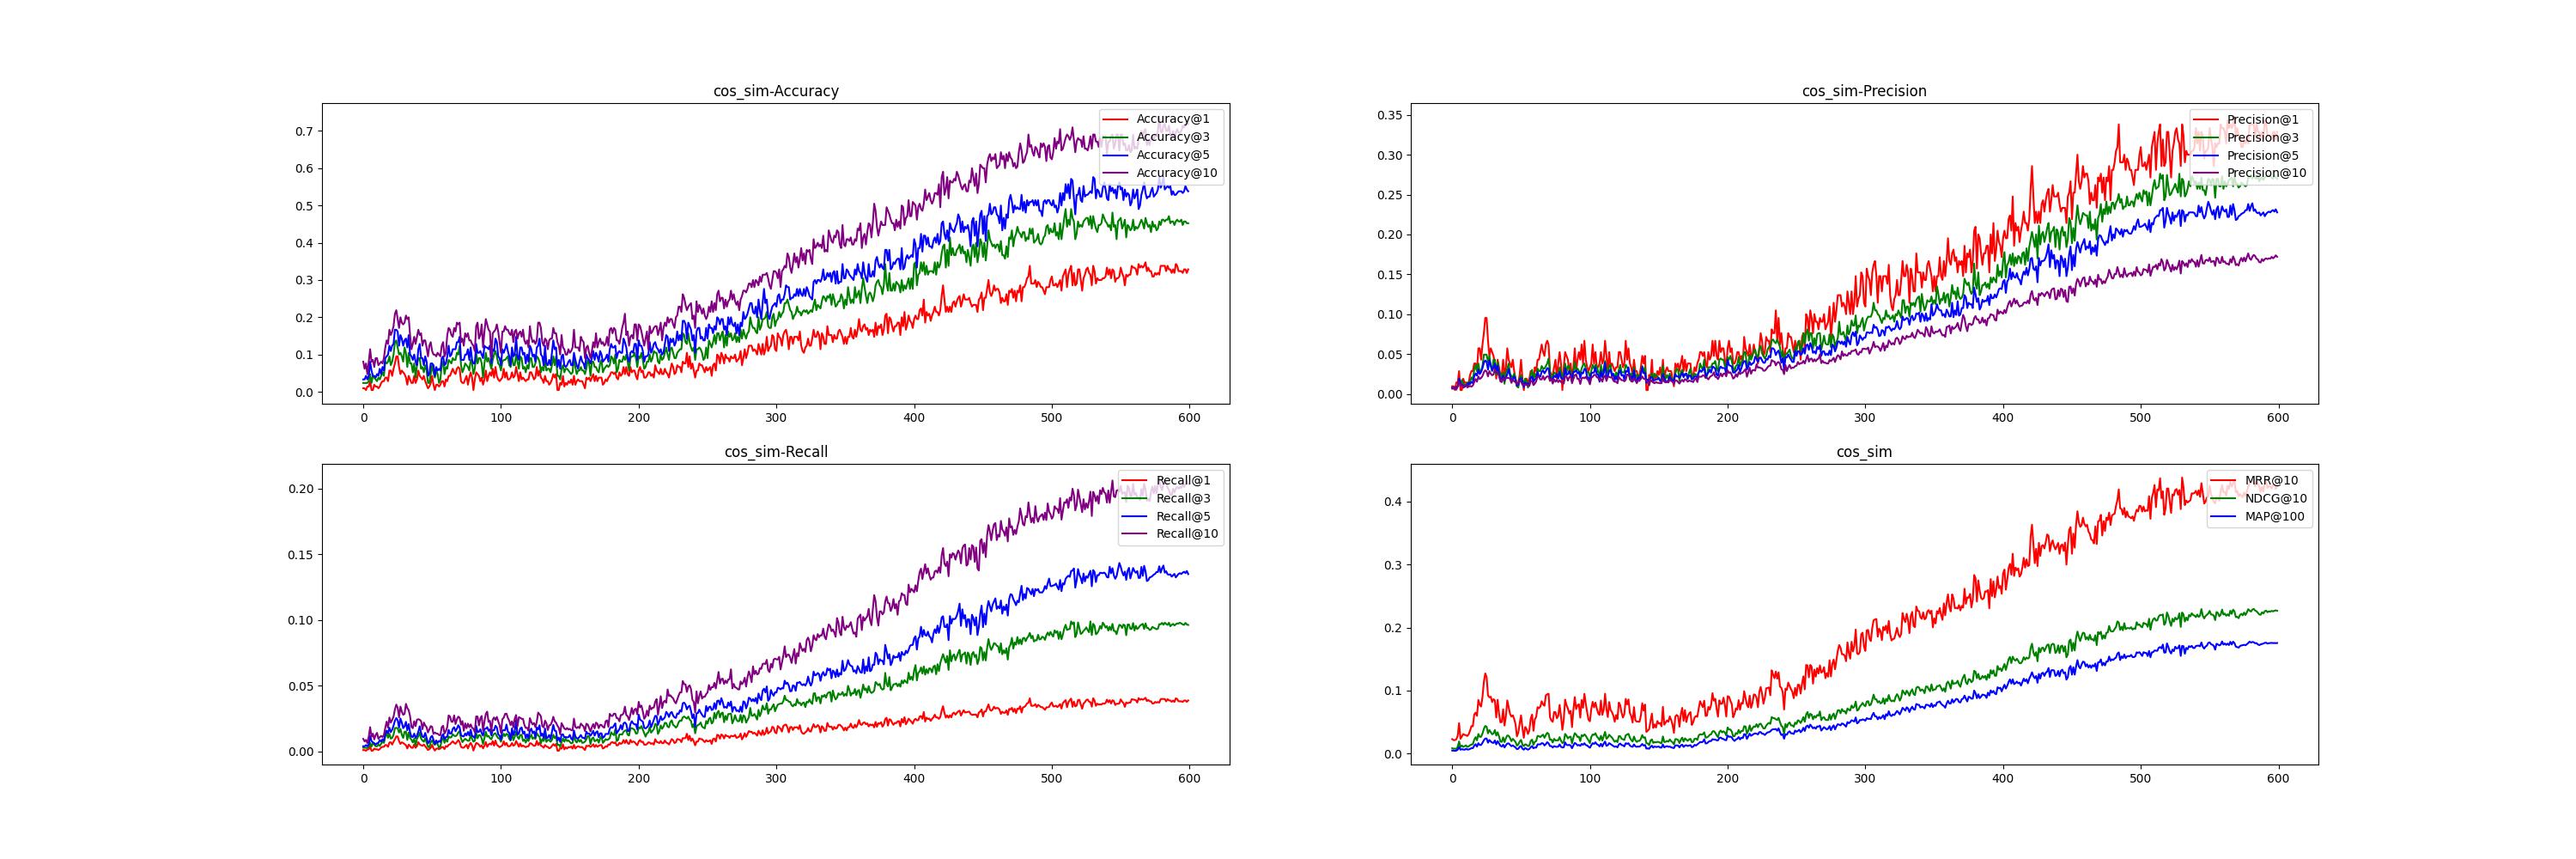 cos_sim-Accuracy
0.7
0.6
0.5
0.4
0.3
0.2
0.1
0.0
0 100 200 300 400 500 600
Accuracy@1
Accuracy@3
Accuracy@5
Accuracy@10
cos_sim-Precision
0.35
0.30
0.25
0.20
0.15
0.10
0.05
0.00
0 100 200 300 400 500 600
Precision@1
Precision@3
Precision@5
Precision@10
cos_sim-Recall
0.20
0.15
0.10
0.05
0.00
0 100 200 300 400 500 600
Recall@1
Recall@3
Recall@5
Recall@10
cos_sim
0.4
0.3
0.2
0.1
0.0
0 100 200 300 400 500 600
MRR@10
NDCG@10
MAP@100